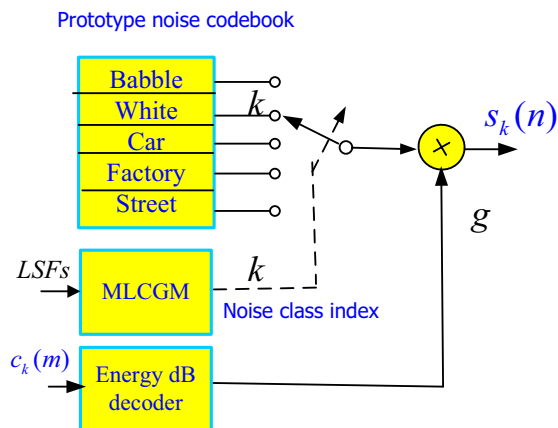 Prototype noise codebook
Babble
White
k
Car
Factory
Street
s_k(n)
×
g
LSFs
MLCGM
k
Noise class index
c_k(m)
Energy dB
decoder